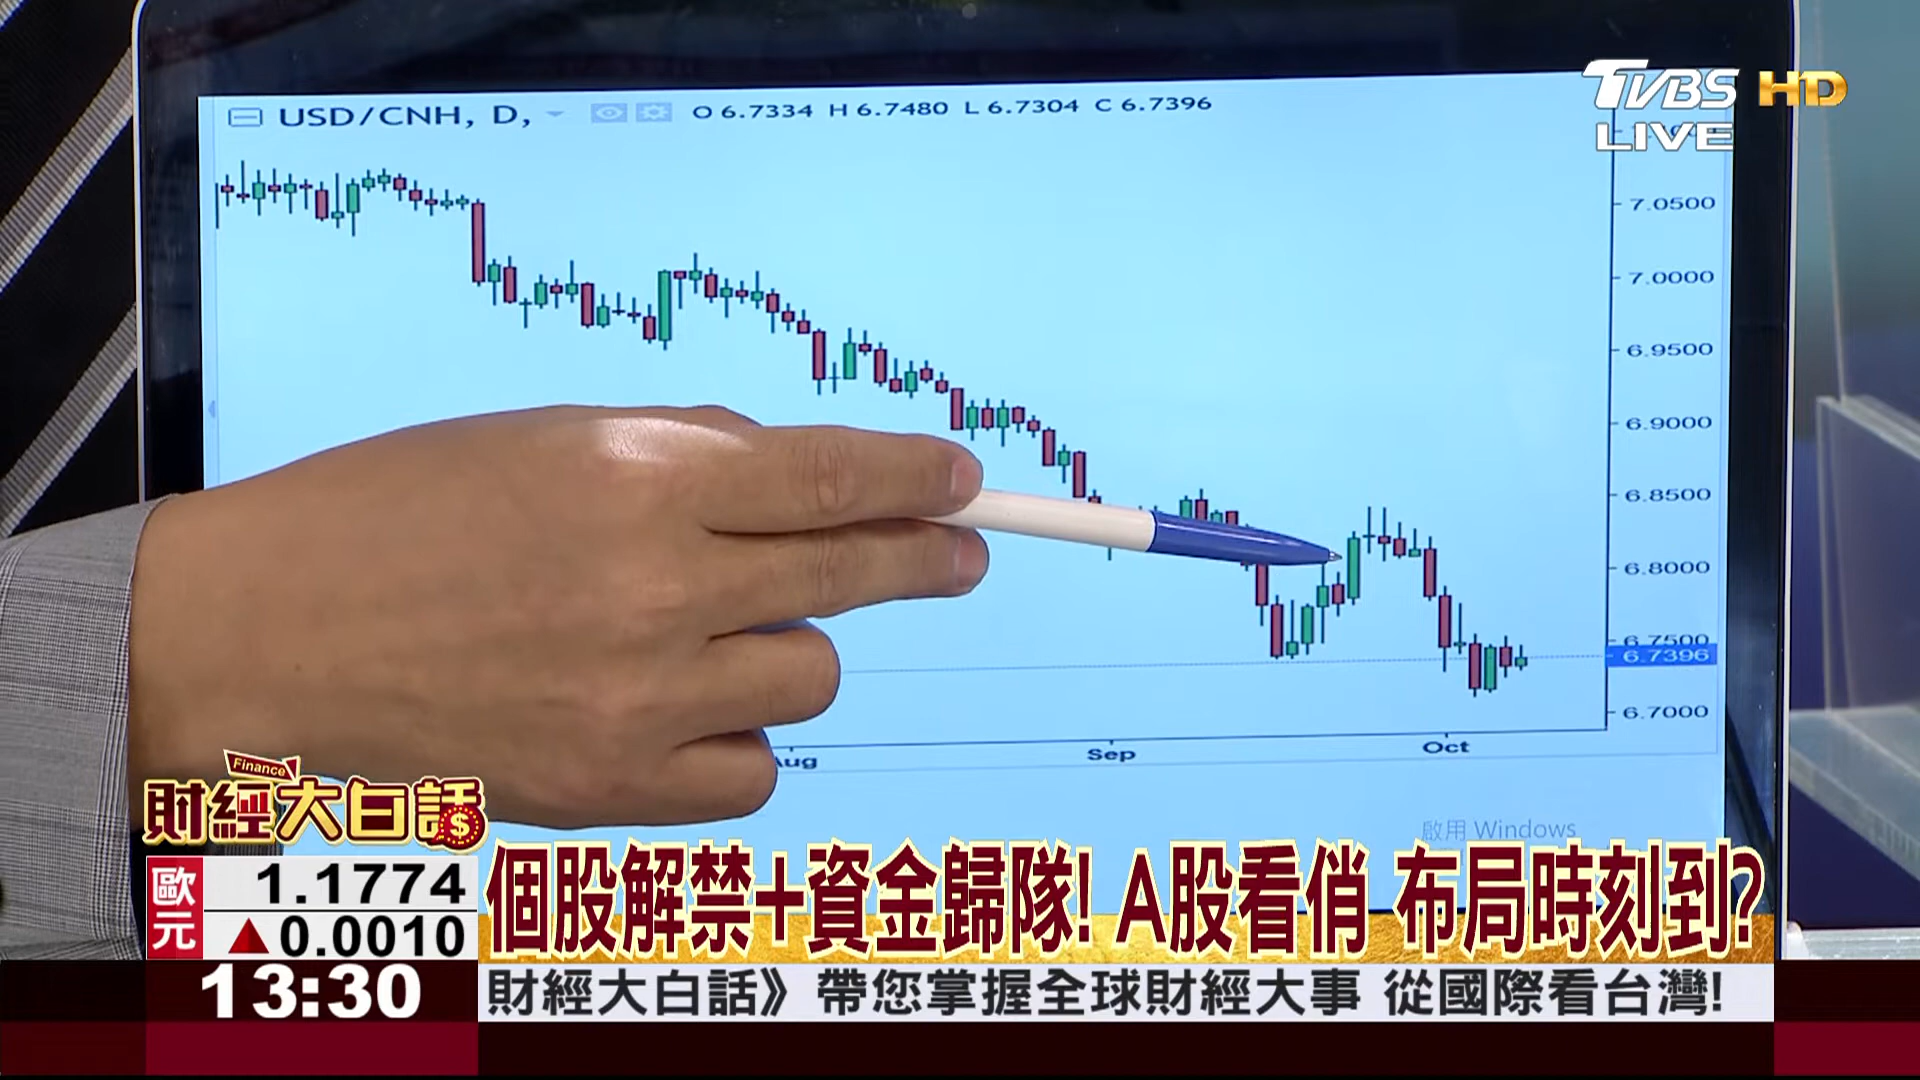 USD/CNH, D,
O 6.7334 H 6.7480 L 6.7304 C 6.7396
TVBS HD
LIVE
7.0500
7.0000
6.9500
6.9000
6.8500
6.8000
6.7500
6.7396
6.7000
Sep
Oct
啟用 Windows
Finance
財經大白話
$
歐元
1.1774
▲0.0010
個股解禁+資金歸隊! A股看俏 布局時刻到?
13:30
財經大白話》帶您掌握全球財經大事 從國際看台灣!